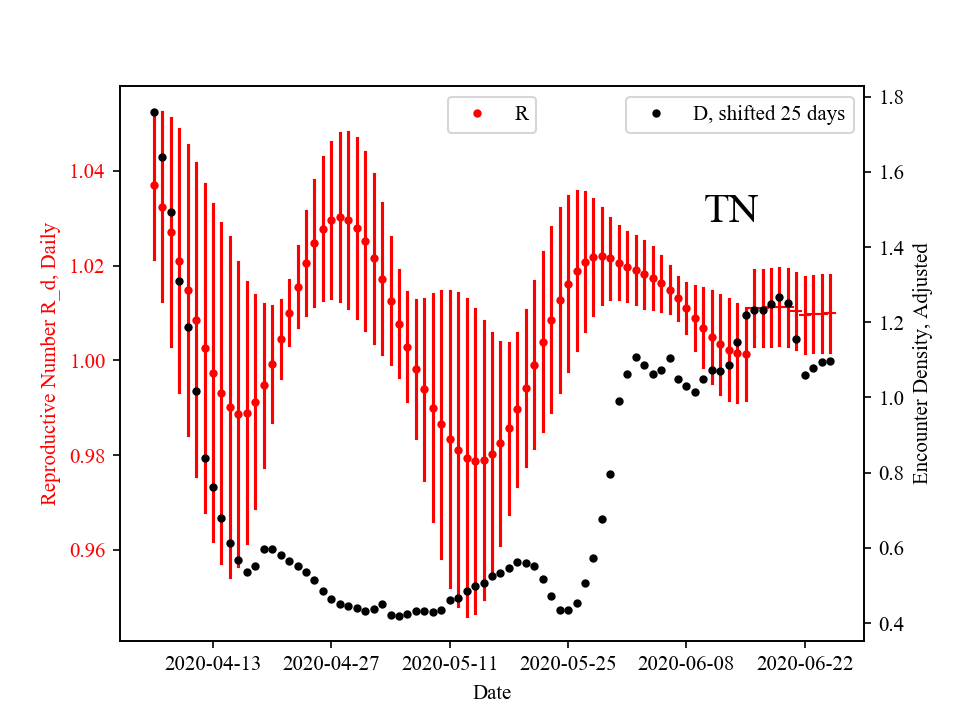 R
D, shifted 25 days
TN
Reproductive Number R_d, Daily
1.04
1.02
1.00
0.98
0.96
1.8
1.6
1.4
1.2
1.0
0.8
0.6
0.4
Encounter Density, Adjusted
2020-04-13 2020-04-27 2020-05-11 2020-05-25 2020-06-08 2020-06-22
Date